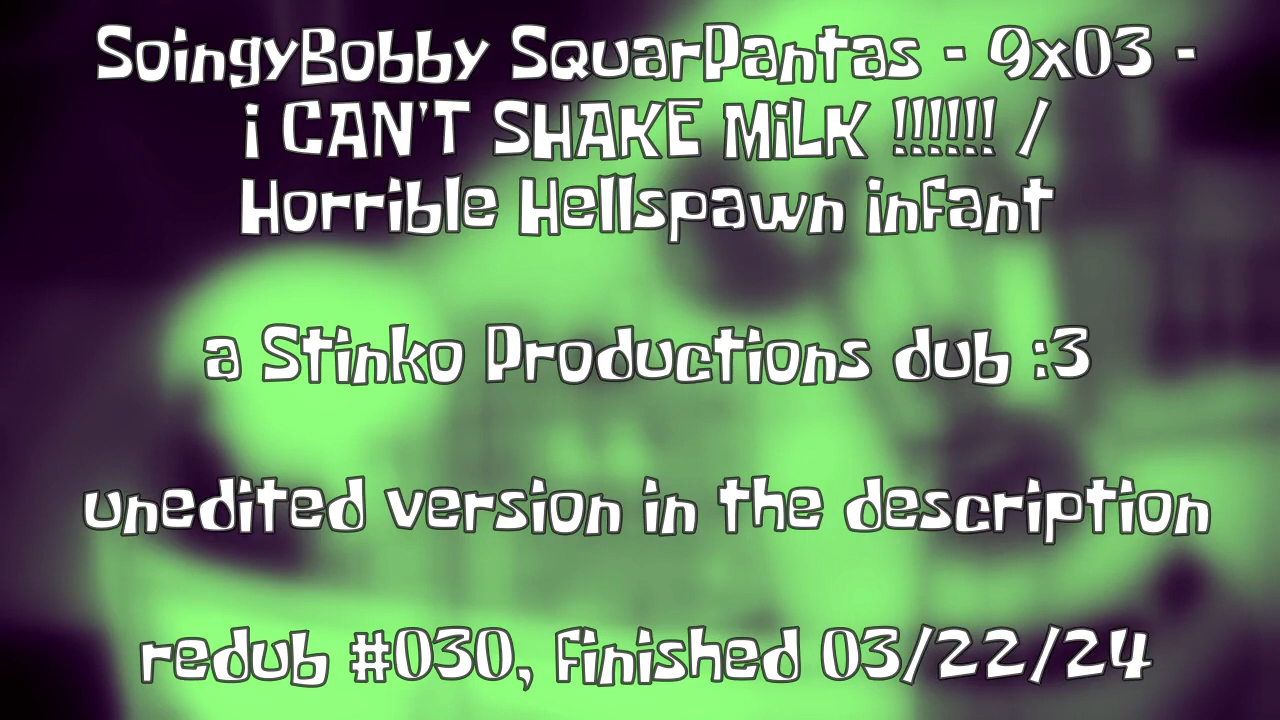 SoingyBobby SquarPantas - 9x03 -
i CAN'T SHAKE MiLK !!!!!! /
Horrible Hellspawn infant
a Stinko Productions dub :3
unedited version in the description
redub #030, finished 03/22/24